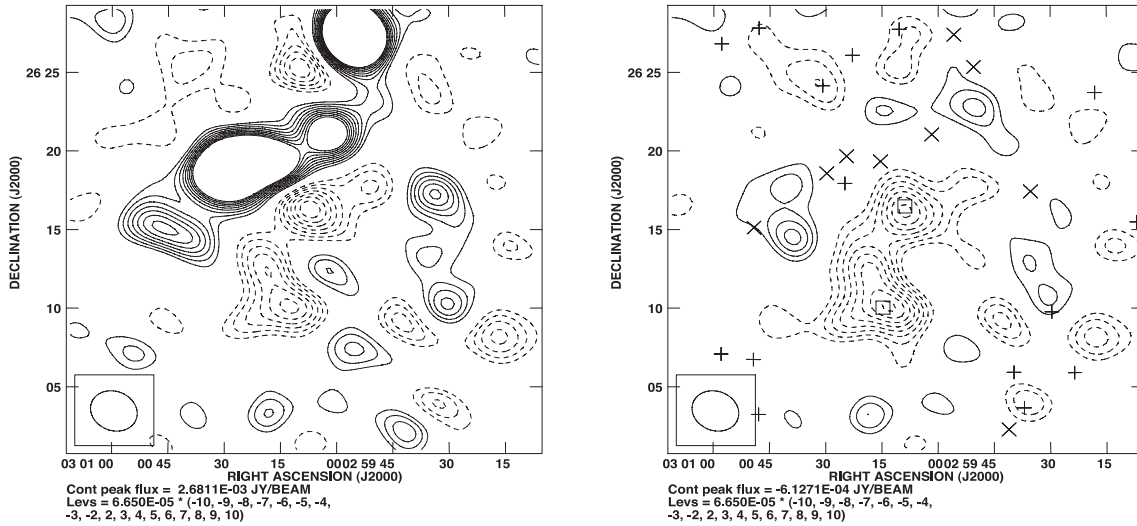 26 25
20
15
10
05
DECLINATION (J2000)
03 01 00
00 45
30
15
00 02 59 45
30
15
RIGHT ASCENSION (J2000)
Cont peak flux = 2.6811E-03 JY/BEAM
Levs = 6.650E-05 * (-10, -9, -8, -7, -6, -5, -4,
-3, -2, 2, 3, 4, 5, 6, 7, 8, 9, 10)
26 25
20
15
10
05
DECLINATION (J2000)
03 01 00
00 45
30
15
00 02 59 45
30
15
RIGHT ASCENSION (J2000)
Cont peak flux = -6.1271E-04 JY/BEAM
Levs = 6.650E-05 * (-10, -9, -8, -7, -6, -5, -4,
-3, -2, 2, 3, 4, 5, 6, 7, 8, 9, 10)